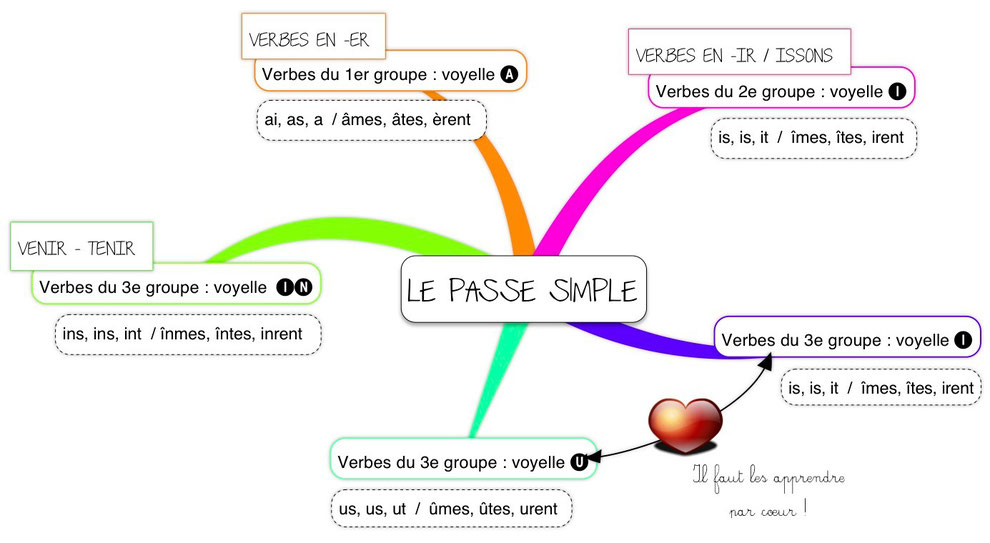 VERBES EN -ER
Verbes du 1er groupe : voyelle A
ai, as, a / âmes, âtes, èrent
VERBES EN -IR / ISSONS
Verbes du 2e groupe : voyelle I
is, is, it / îmes, îtes, irent
VENIR - TENIR
Verbes du 3e groupe : voyelle I N
ins, ins, int / înmes, întes, inrent
LE PASSE SIMPLE
Verbes du 3e groupe : voyelle I
is, is, it / îmes, îtes, irent
Verbes du 3e groupe : voyelle U
us, us, ut / ûmes, ûtes, urent
Il faut les apprendre
par cœur !